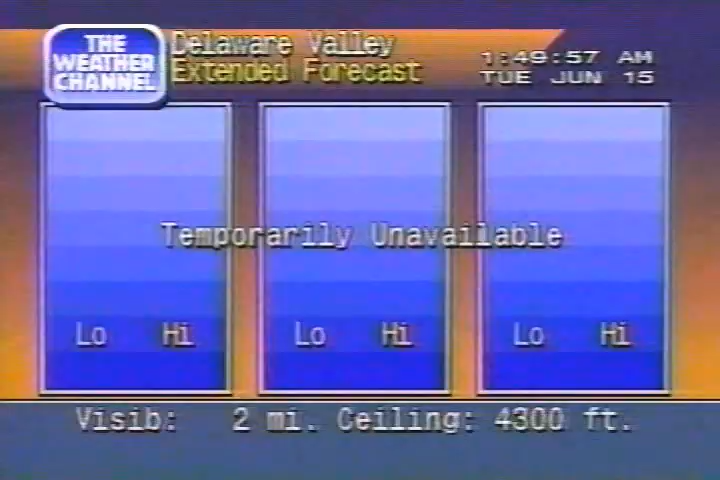 THE
WEATHER
CHANNEL
Delaware Valley
Extended Forecast
1:49:57 AM
TUE JUN 15
Temporarily Unavailable
Lo Hi Lo Hi Lo Hi
Visib: 2 mi. Ceiling: 4300 ft.